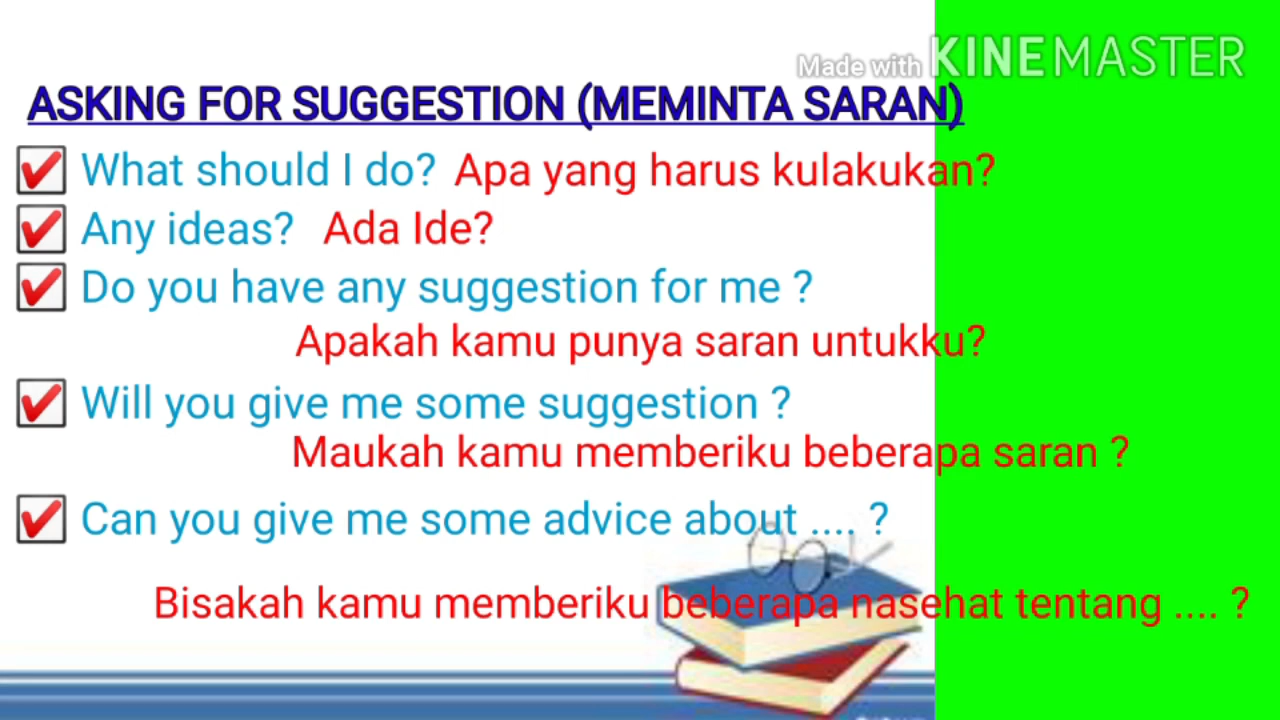 Made with KINEMASTER
ASKING FOR SUGGESTION (MEMINTA SARAN)
What should I do? Apa yang harus kulakukan?
Any ideas? Ada Ide?
Do you have any suggestion for me ?
Apakah kamu punya saran untukku?
Will you give me some suggestion ?
Maukah kamu memberiku beberapa saran ?
Can you give me some advice about .... ?
Bisakah kamu memberiku beberapa nasehat tentang .... ?